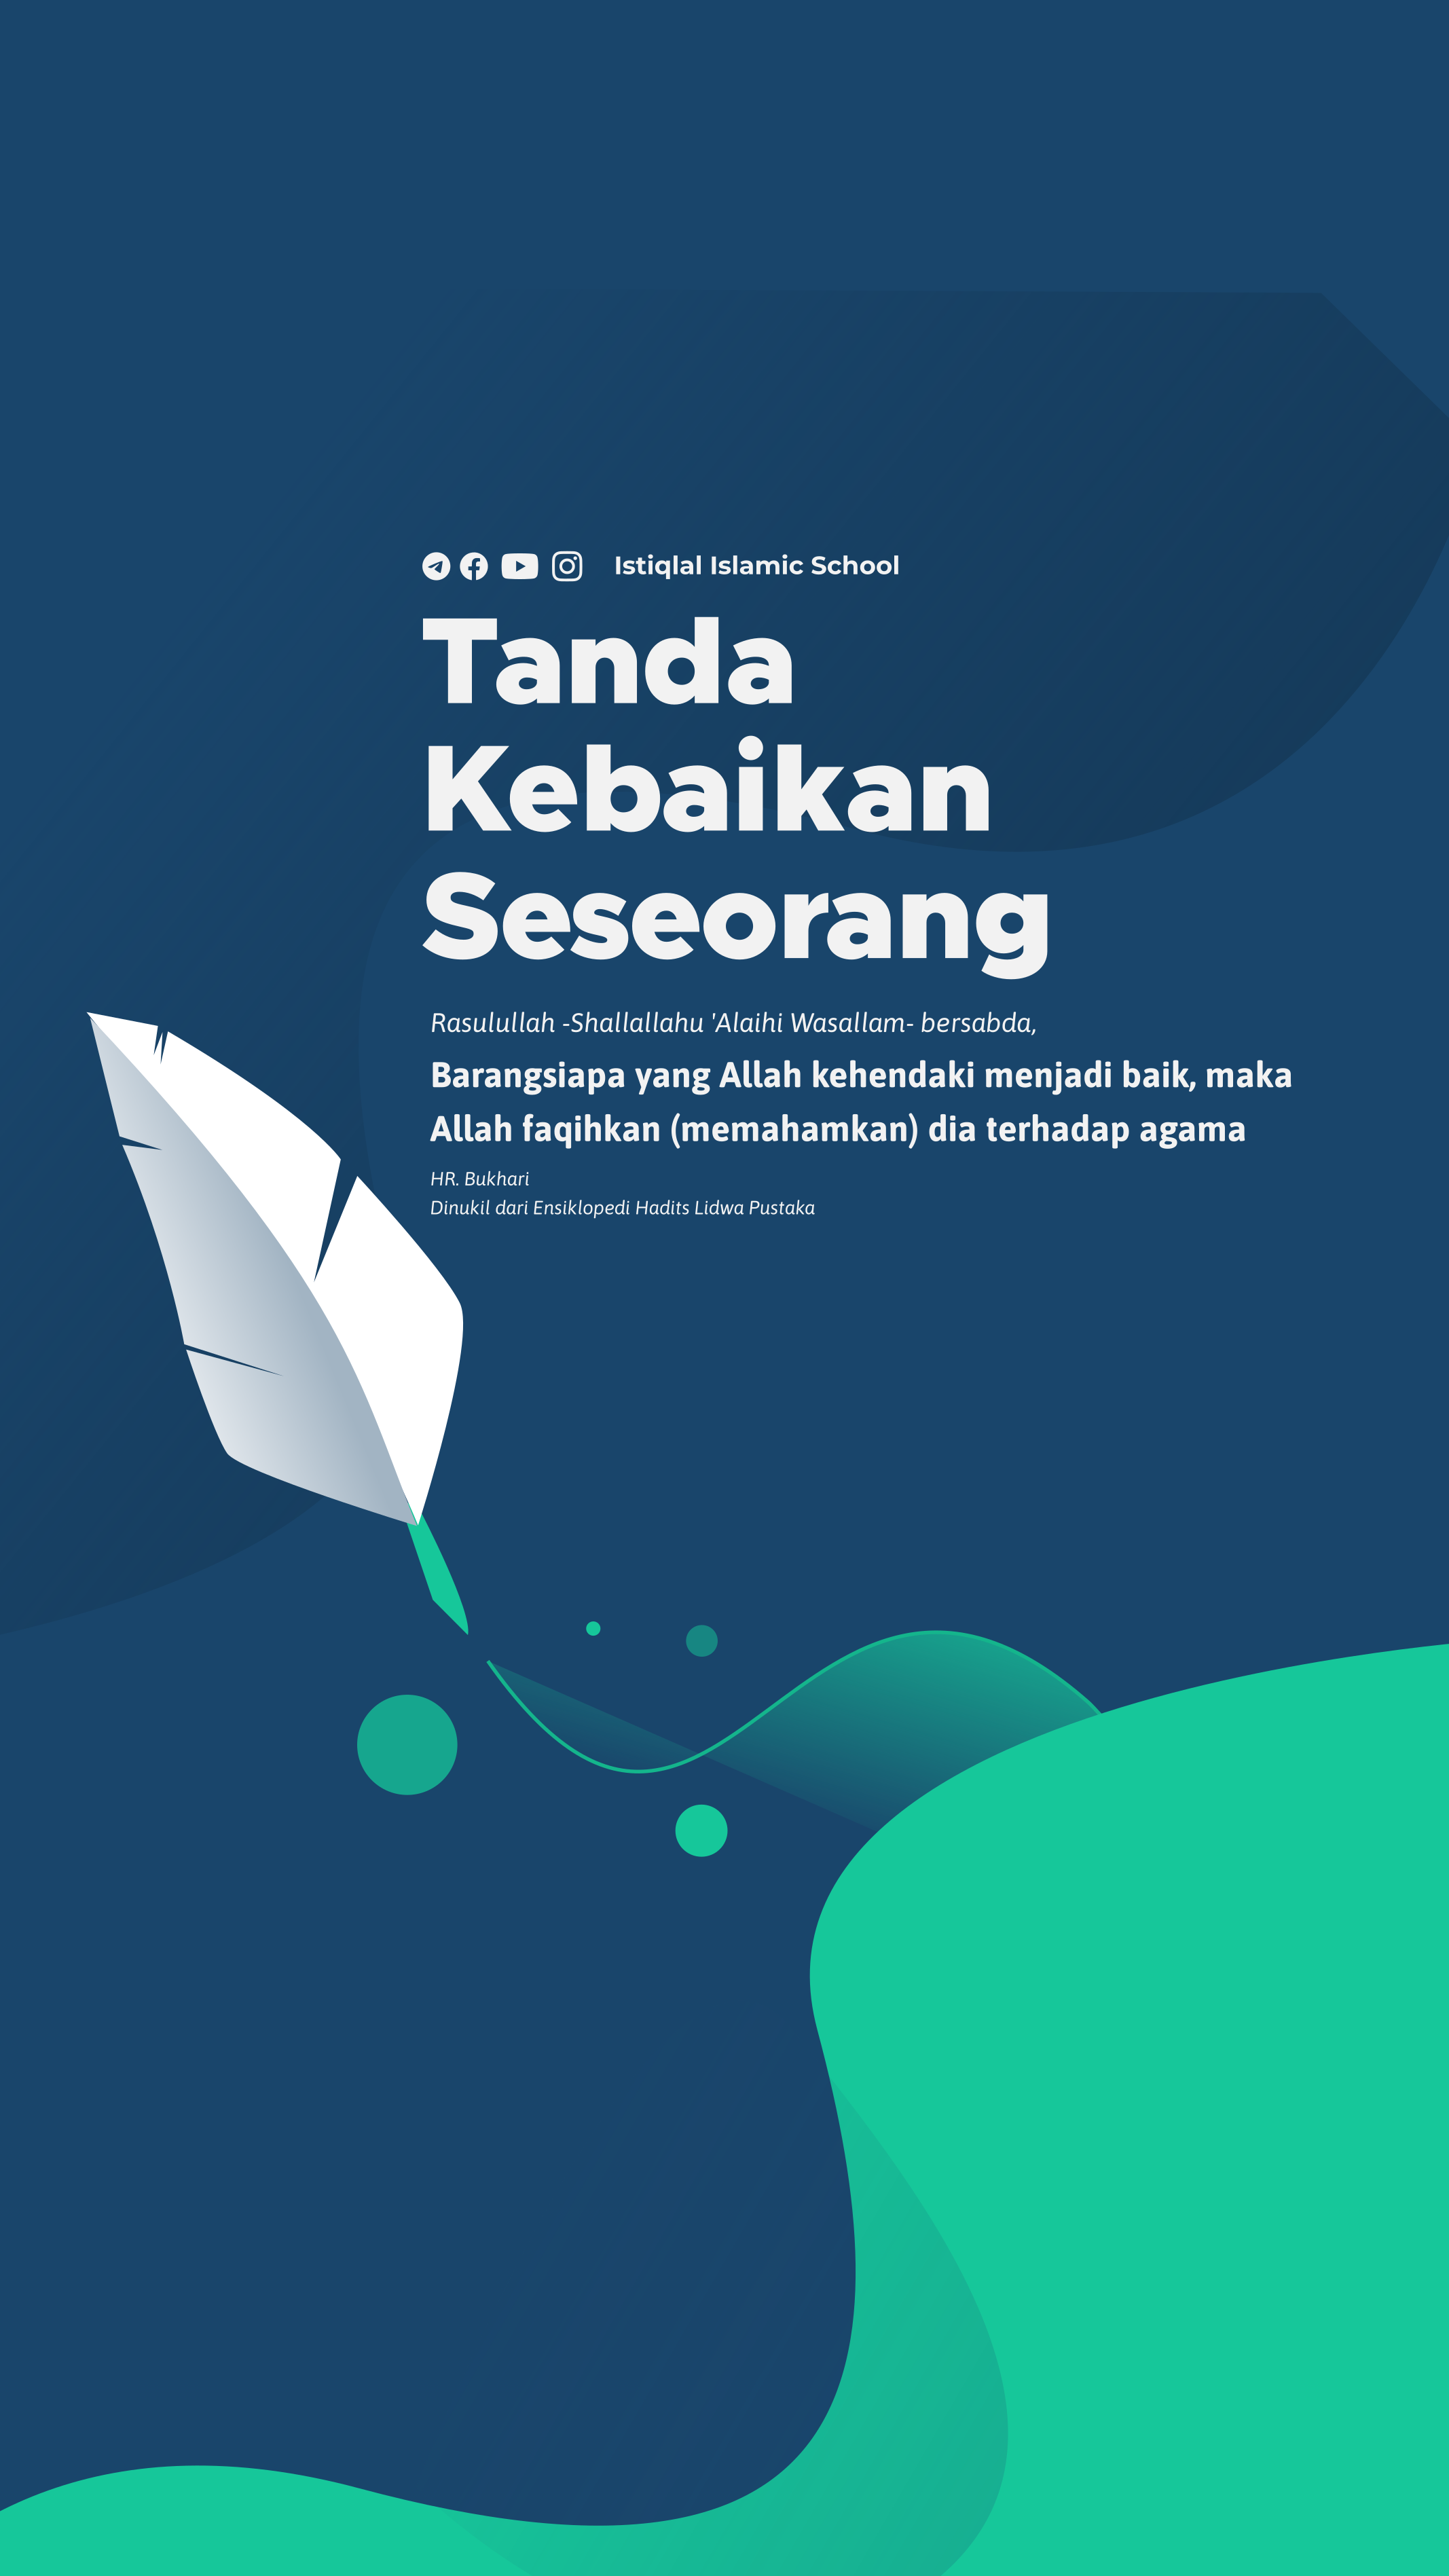 Istiqlal Islamic School
Tanda
Kebaikan
Seseorang
Rasulullah -Shallallahu 'Alaihi Wasallam- bersabda,
Barangsiapa yang Allah kehendaki menjadi baik, maka
Allah faqihkan (memahamkan) dia terhadap agama
HR. Bukhari
Dinukil dari Ensiklopedi Hadits Lidwa Pustaka